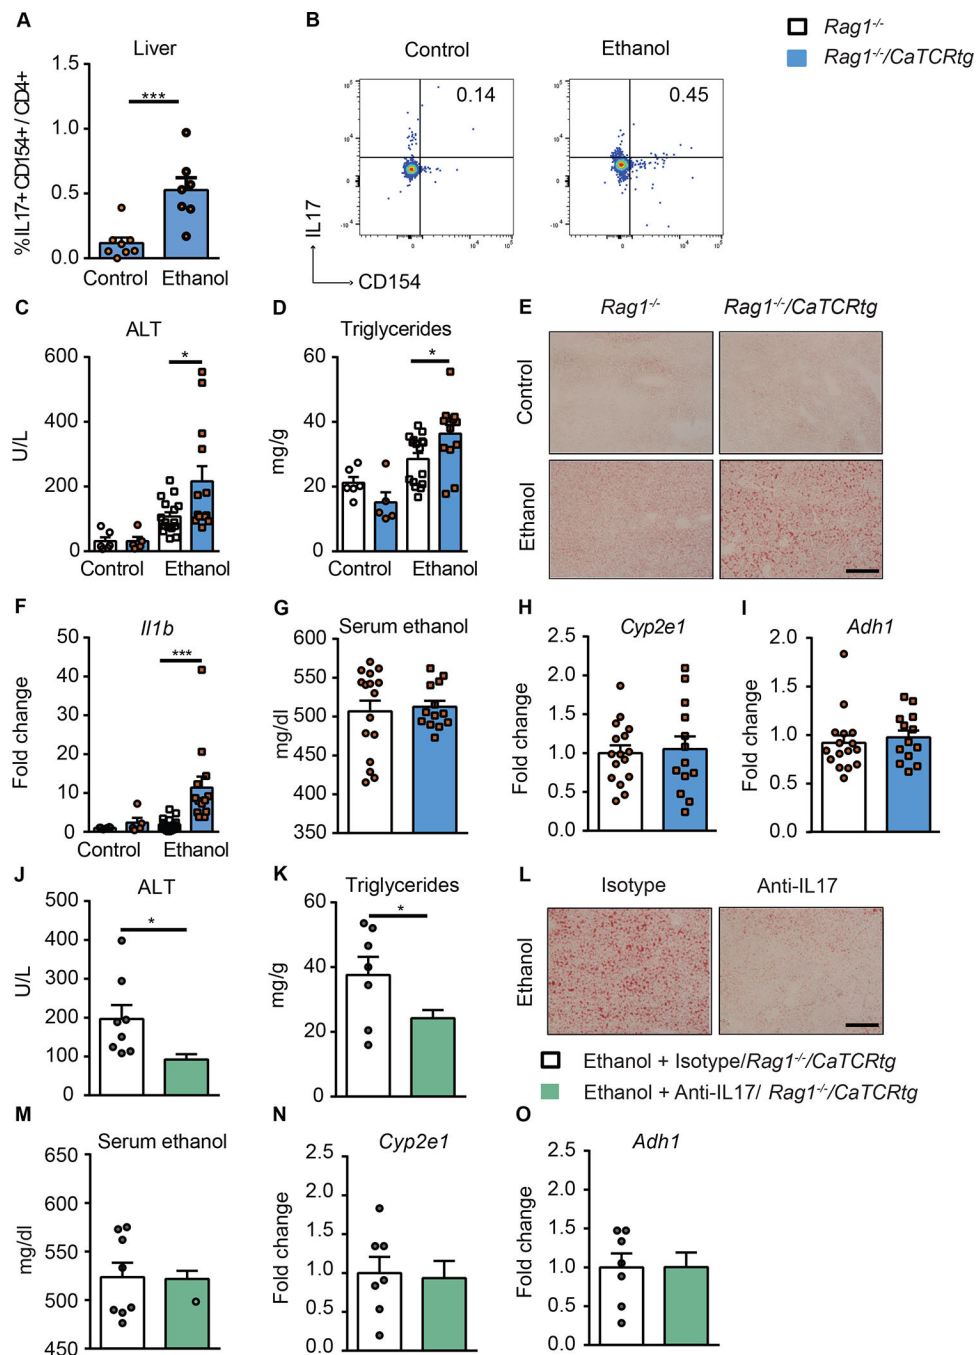 A
Liver
%IL17+ CD154+ / CD4+
1.5
1.0
0.5
0.0
***
Control
Ethanol
B
Control
Ethanol
0.14
0.45
IL17
CD154
Rag1-/-
Rag1-/-/CaTCRtg
C
ALT
U/L
600
400
200
0
*
Control
Ethanol
D
Triglycerides
mg/g
60
40
20
0
*
Control
Ethanol
E
Rag1-/-
Rag1-/-/CaTCRtg
Control
Ethanol
F
Il1b
Fold change
50
40
30
20
10
0
***
Control
Ethanol
G
Serum ethanol
mg/dl
600
550
500
450
400
350
H
Cyp2e1
Fold change
2.5
2.0
1.5
1.0
0.5
0.0
I
Adh1
Fold change
2.0
1.5
1.0
0.5
0.0
J
ALT
U/L
500
400
300
200
100
0
*
K
Triglycerides
mg/g
60
40
20
0
*
L
Isotype
Anti-IL17
Ethanol
Ethanol + Isotype/Rag1-/-/CaTCRtg
Ethanol + Anti-IL17/ Rag1-/-/CaTCRtg
M
Serum ethanol
mg/dl
600
550
500
450
N
Cyp2e1
Fold change
2.5
2.0
1.5
1.0
0.5
0.0
O
Adh1
Fold change
2.5
2.0
1.5
1.0
0.5
0.0